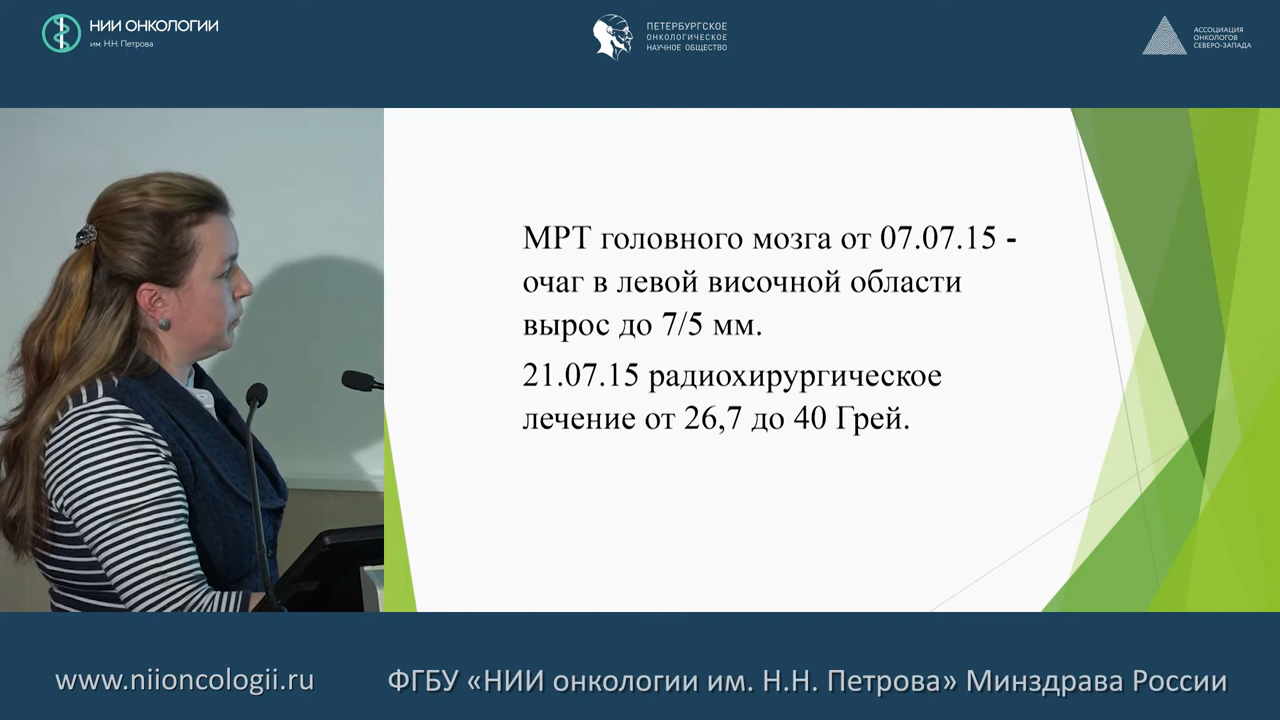 НИИ ОНКОЛОГИИ
им. Н.Н. Петрова
ПЕТЕРБУРГСКОЕ
ОНКОЛОГИЧЕСКОЕ
НАУЧНОЕ ОБЩЕСТВО
АССОЦИАЦИЯ
ОНКОЛОГОВ
СЕВЕРО-ЗАПАДА
МРТ головного мозга от 07.07.15 -
очаг в левой височной области
вырос до 7/5 мм.
21.07.15 радиохирургическое
лечение от 26,7 до 40 Грей.
www.niioncologii.ru
ФГБУ «НИИ онкологии им. Н.Н. Петрова» Минздрава России